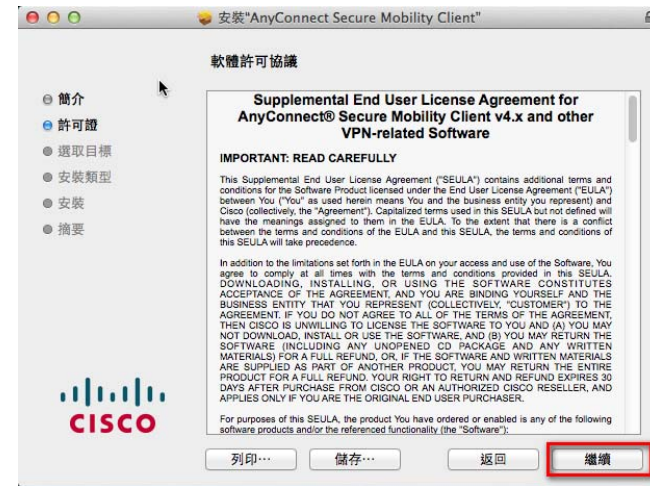 安裝"AnyConnect Secure Mobility Client"
軟體許可協議
簡介
許可證
選取目標
安裝類型
安裝
摘要
Supplemental End User License Agreement for
AnyConnect® Secure Mobility Client v4.x and other
VPN-related Software
IMPORTANT: READ CAREFULLY
This Supplemental End User License Agreement ("SEULA") contains additional terms and
conditions for the Software Product licensed under the End User License Agreement ("EULA")
between You ("You" as used herein means You and the business entity you represent) and
Cisco (collectively, the "Agreement"). Capitalized terms used in this SEULA but not defined will
have the meanings assigned to them in the EULA. To the extent that there is a conflict
between the terms and conditions of the EULA and this SEULA, the terms and conditions of
this SEULA will take precedence.
In addition to the limitations set forth in the EULA on your access and use of the Software, You
agree to comply at all times with the terms and conditions provided in this SEULA.
DOWNLOADING, INSTALLING, OR USING THE SOFTWARE CONSTITUTES
ACCEPTANCE OF THE AGREEMENT, AND YOU ARE BINDING YOURSELF AND THE
BUSINESS ENTITY THAT YOU REPRESENT (COLLECTIVELY, "CUSTOMER") TO THE
AGREEMENT. IF YOU DO NOT AGREE TO ALL OF THE TERMS OF THE AGREEMENT,
THEN CISCO IS UNWILLING TO LICENSE THE SOFTWARE TO YOU AND (A) YOU MAY
NOT DOWNLOAD, INSTALL OR USE THE SOFTWARE, AND (B) YOU MAY RETURN THE
SOFTWARE (INCLUDING ANY UNOPENED CD PACKAGE AND ANY WRITTEN
MATERIALS) FOR A FULL REFUND, OR, IF THE SOFTWARE AND WRITTEN MATERIALS
ARE SUPPLIED AS PART OF ANOTHER PRODUCT, YOU MAY RETURN THE ENTIRE
PRODUCT FOR A FULL REFUND. YOUR RIGHT TO RETURN AND REFUND EXPIRES 30
DAYS AFTER PURCHASE FROM CISCO OR AN AUTHORIZED CISCO RESELLER, AND
APPLIES ONLY IF YOU ARE THE ORIGINAL END USER PURCHASER.
For purposes of this SEULA, the product You have ordered or enabled is any of the following
software products and/or the referenced functionality (the "Software"):
CISCO
列印⋯
儲存⋯
返回
繼續